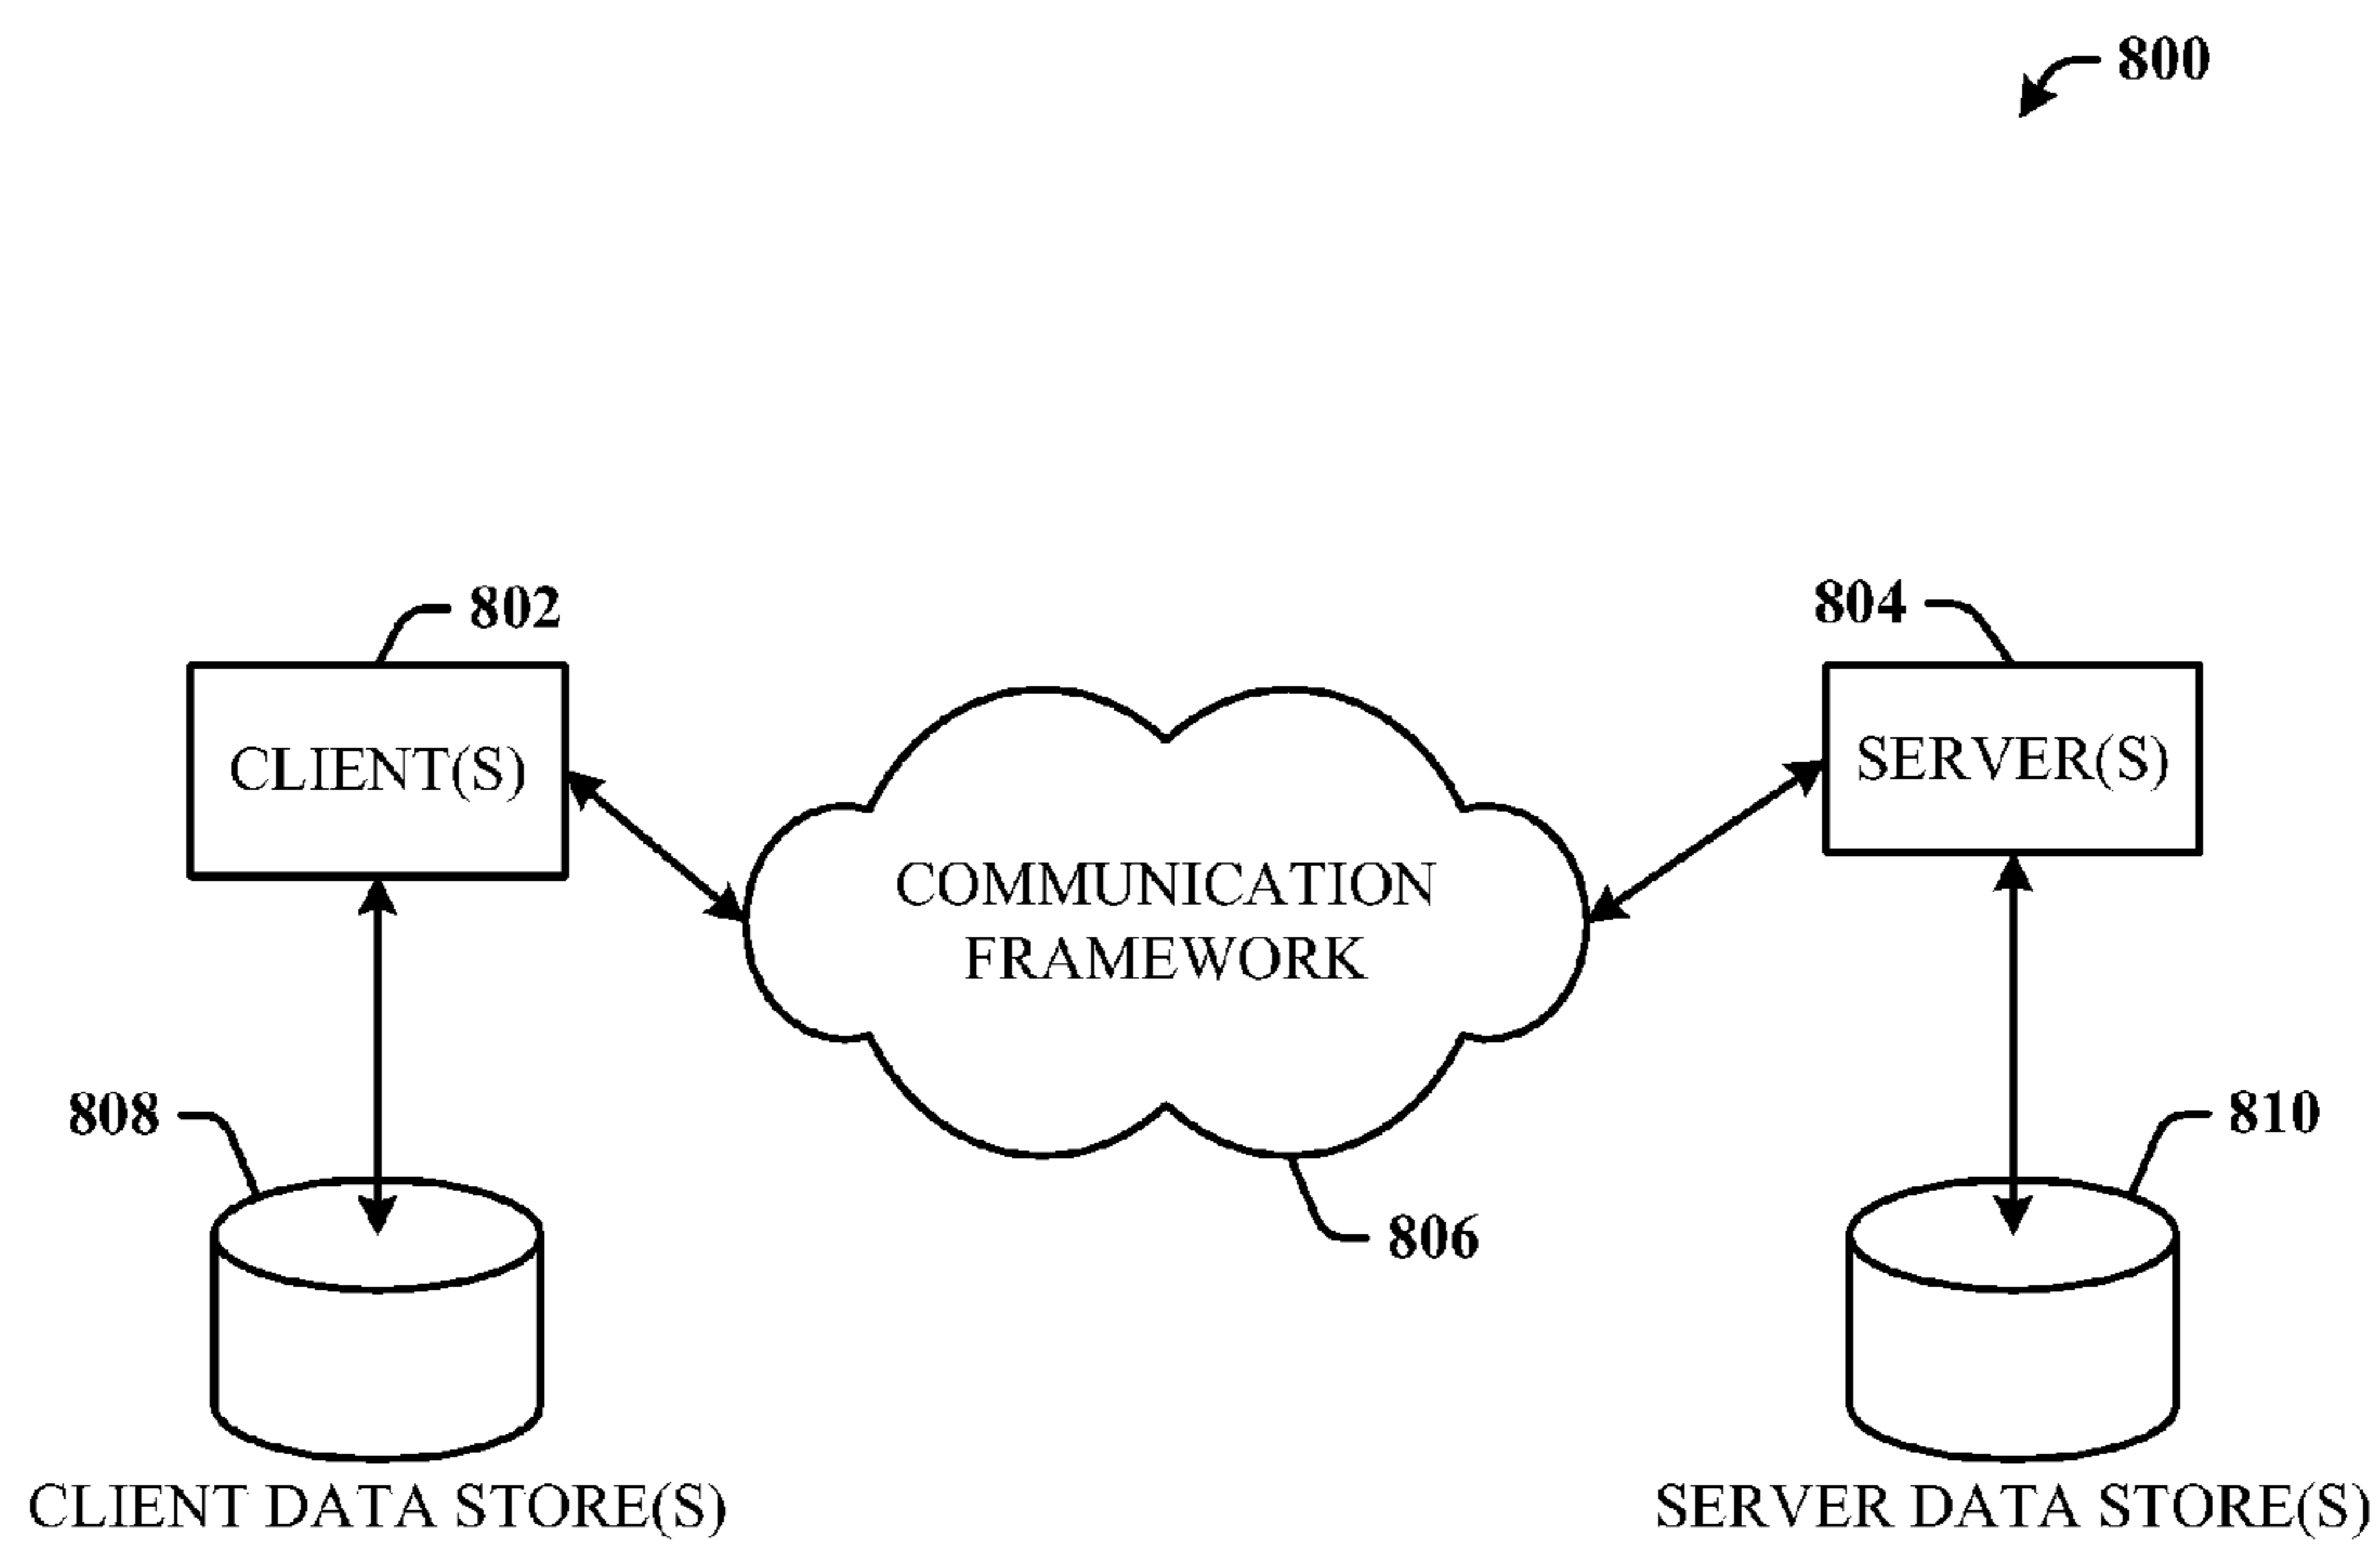 800
802
804
CLIENT(S)
SERVER(S)
COMMUNICATION
FRAMEWORK
808
810
806
CLIENT DATA STORE(S)
SERVER DATA STORE(S)